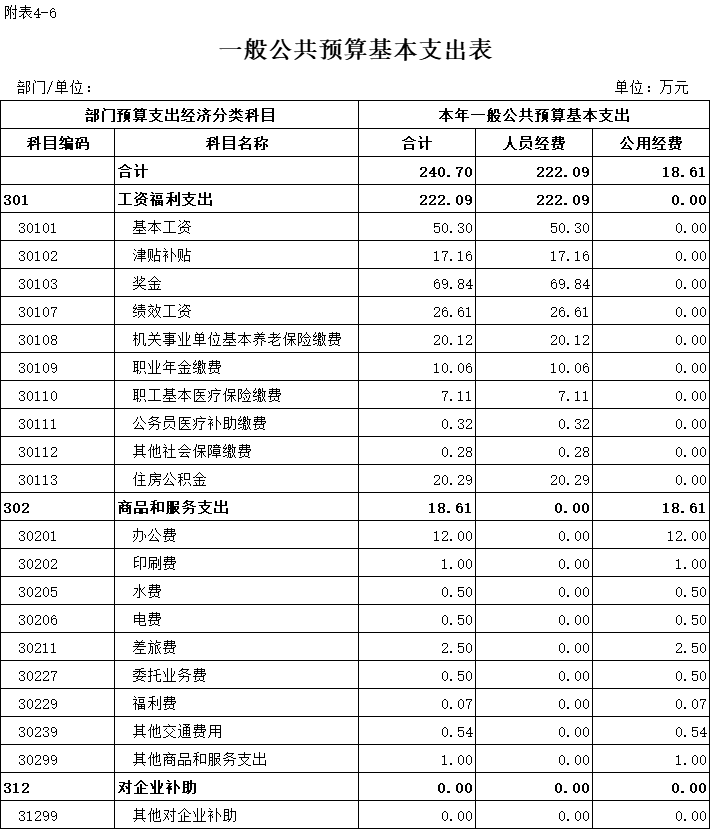 附表4-6
一般公共预算基本支出表
部门/单位： 单位：万元
部门预算支出经济分类科目 本年一般公共预算基本支出
科目编码 科目名称 合计 人员经费 公用经费
合计 240.70 222.09 18.61
301 工资福利支出 222.09 222.09 0.00
30101 基本工资 50.30 50.30 0.00
30102 津贴补贴 17.16 17.16 0.00
30103 奖金 69.84 69.84 0.00
30107 绩效工资 26.61 26.61 0.00
30108 机关事业单位基本养老保险缴费 20.12 20.12 0.00
30109 职业年金缴费 10.06 10.06 0.00
30110 职工基本医疗保险缴费 7.11 7.11 0.00
30111 公务员医疗补助缴费 0.32 0.32 0.00
30112 其他社会保障缴费 0.28 0.28 0.00
30113 住房公积金 20.29 20.29 0.00
302 商品和服务支出 18.61 0.00 18.61
30201 办公费 12.00 0.00 12.00
30202 印刷费 1.00 0.00 1.00
30205 水费 0.50 0.00 0.50
30206 电费 0.50 0.00 0.50
30211 差旅费 2.50 0.00 2.50
30227 委托业务费 0.50 0.00 0.50
30229 福利费 0.07 0.00 0.07
30239 其他交通费用 0.54 0.00 0.54
30299 其他商品和服务支出 1.00 0.00 1.00
312 对企业补助 0.00 0.00 0.00
31299 其他对企业补助 0.00 0.00 0.00